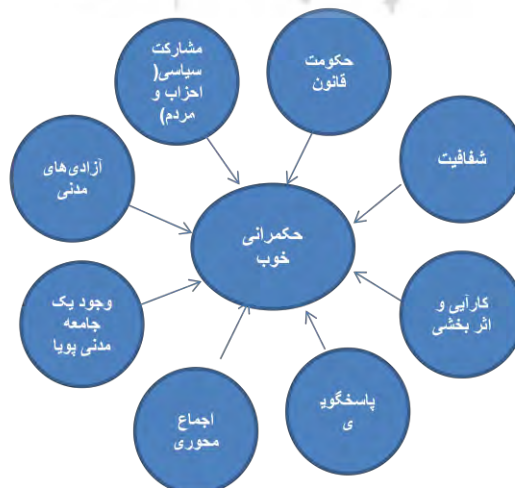 حکومت
قانون
شفافیت
کارآیی و
اثر بخشی
پاسخگویـ
ی
اجماع
محوری
وجود یک
جامعه
مدنی پویا
آزادی‌های
مدنی
مشارکت
سیاسی(
احزاب و
مردم)
حکمرانی
خوب